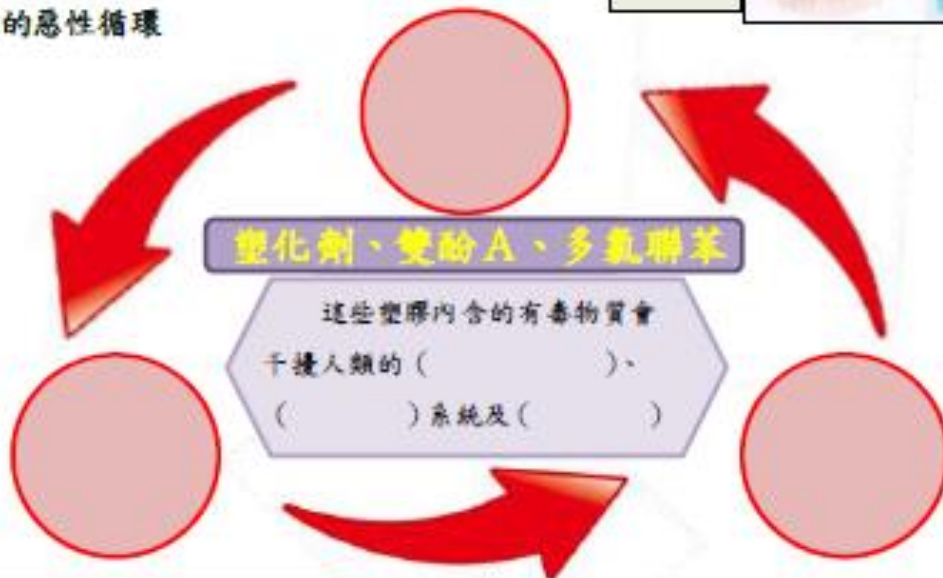 的惡性循環
塑化劑、雙酚A、多氯聯苯
這些塑膠內含的有毒物質會
干擾人類的（　　　　　）、
（　　　　）系統及（　　　　）